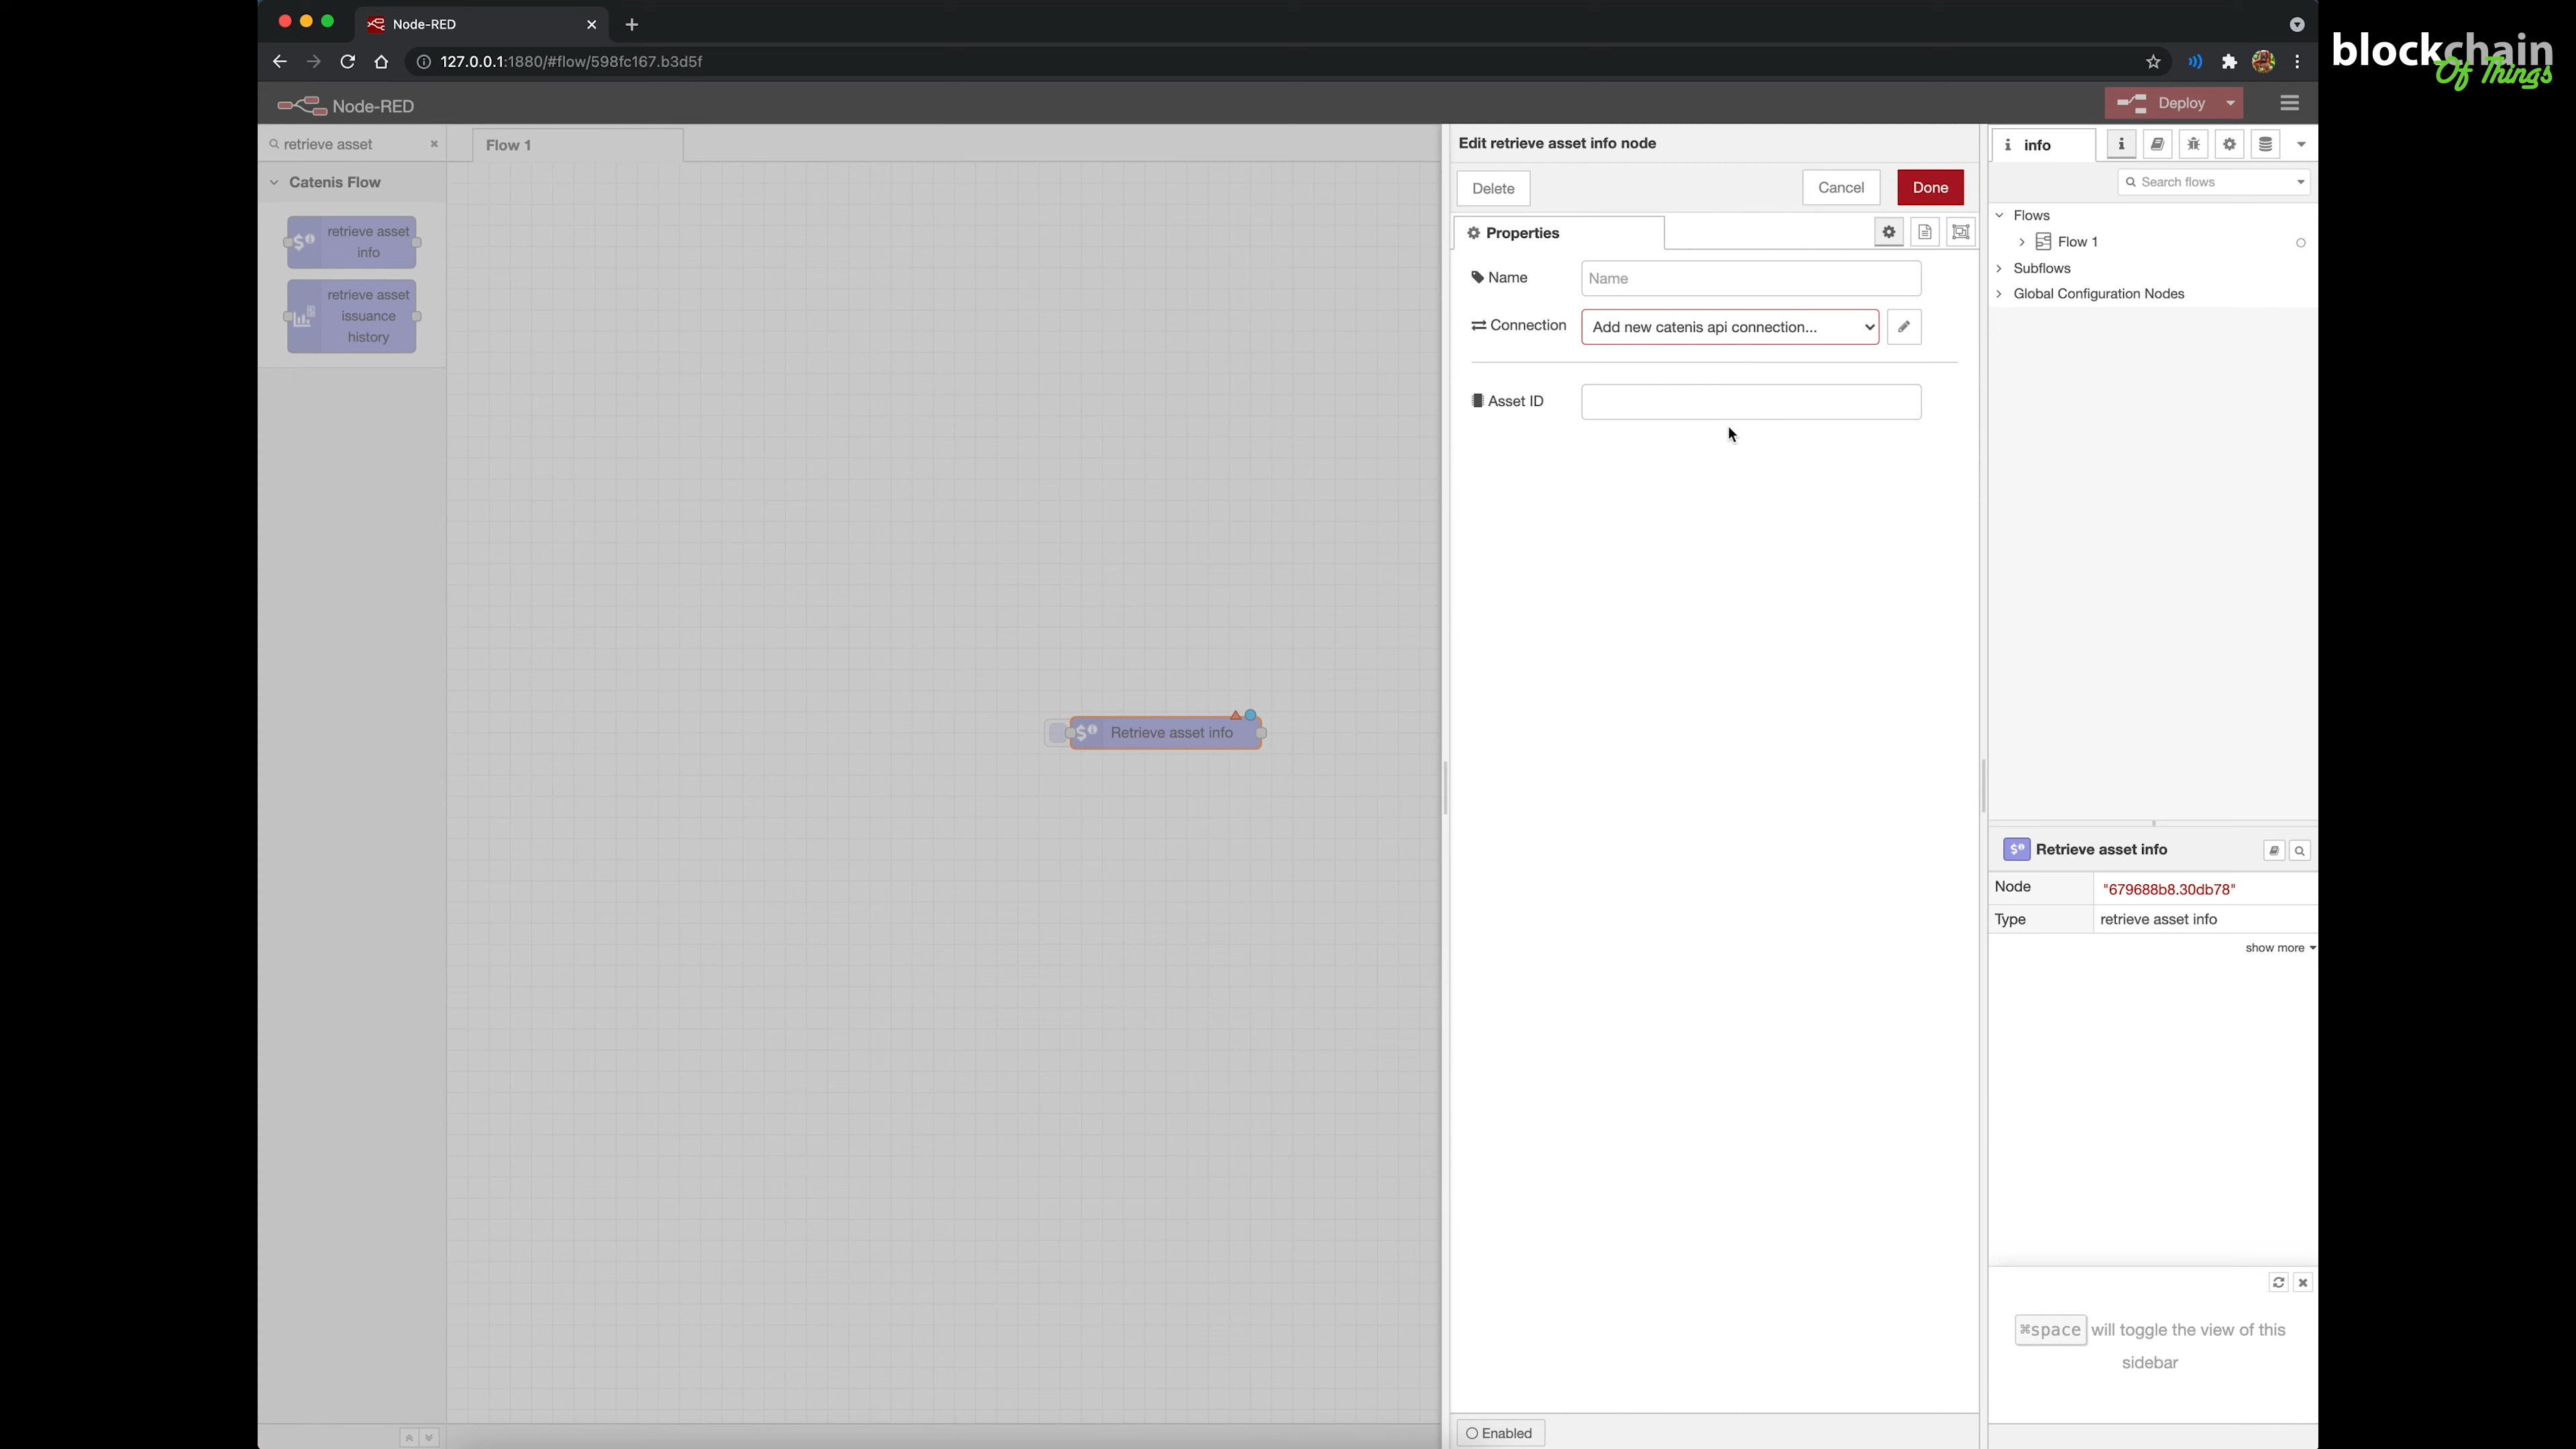 Node-RED
127.0.0.1:1880/#flow/598fc167.b3d5f
blockchain
Of Things
Node-RED
Deploy
retrieve asset
Flow 1
Catenis Flow
retrieve asset
info
retrieve asset
issuance
history
Retrieve asset info
Edit retrieve asset info node
Delete
Cancel
Done
Properties
Name
Name
Connection
Add new catenis api connection...
Asset ID
Enabled
info
Search flows
Flows
Flow 1
Subflows
Global Configuration Nodes
Retrieve asset info
Node
"679688b8.30db78"
Type
retrieve asset info
show more
⌘space will toggle the view of this
sidebar